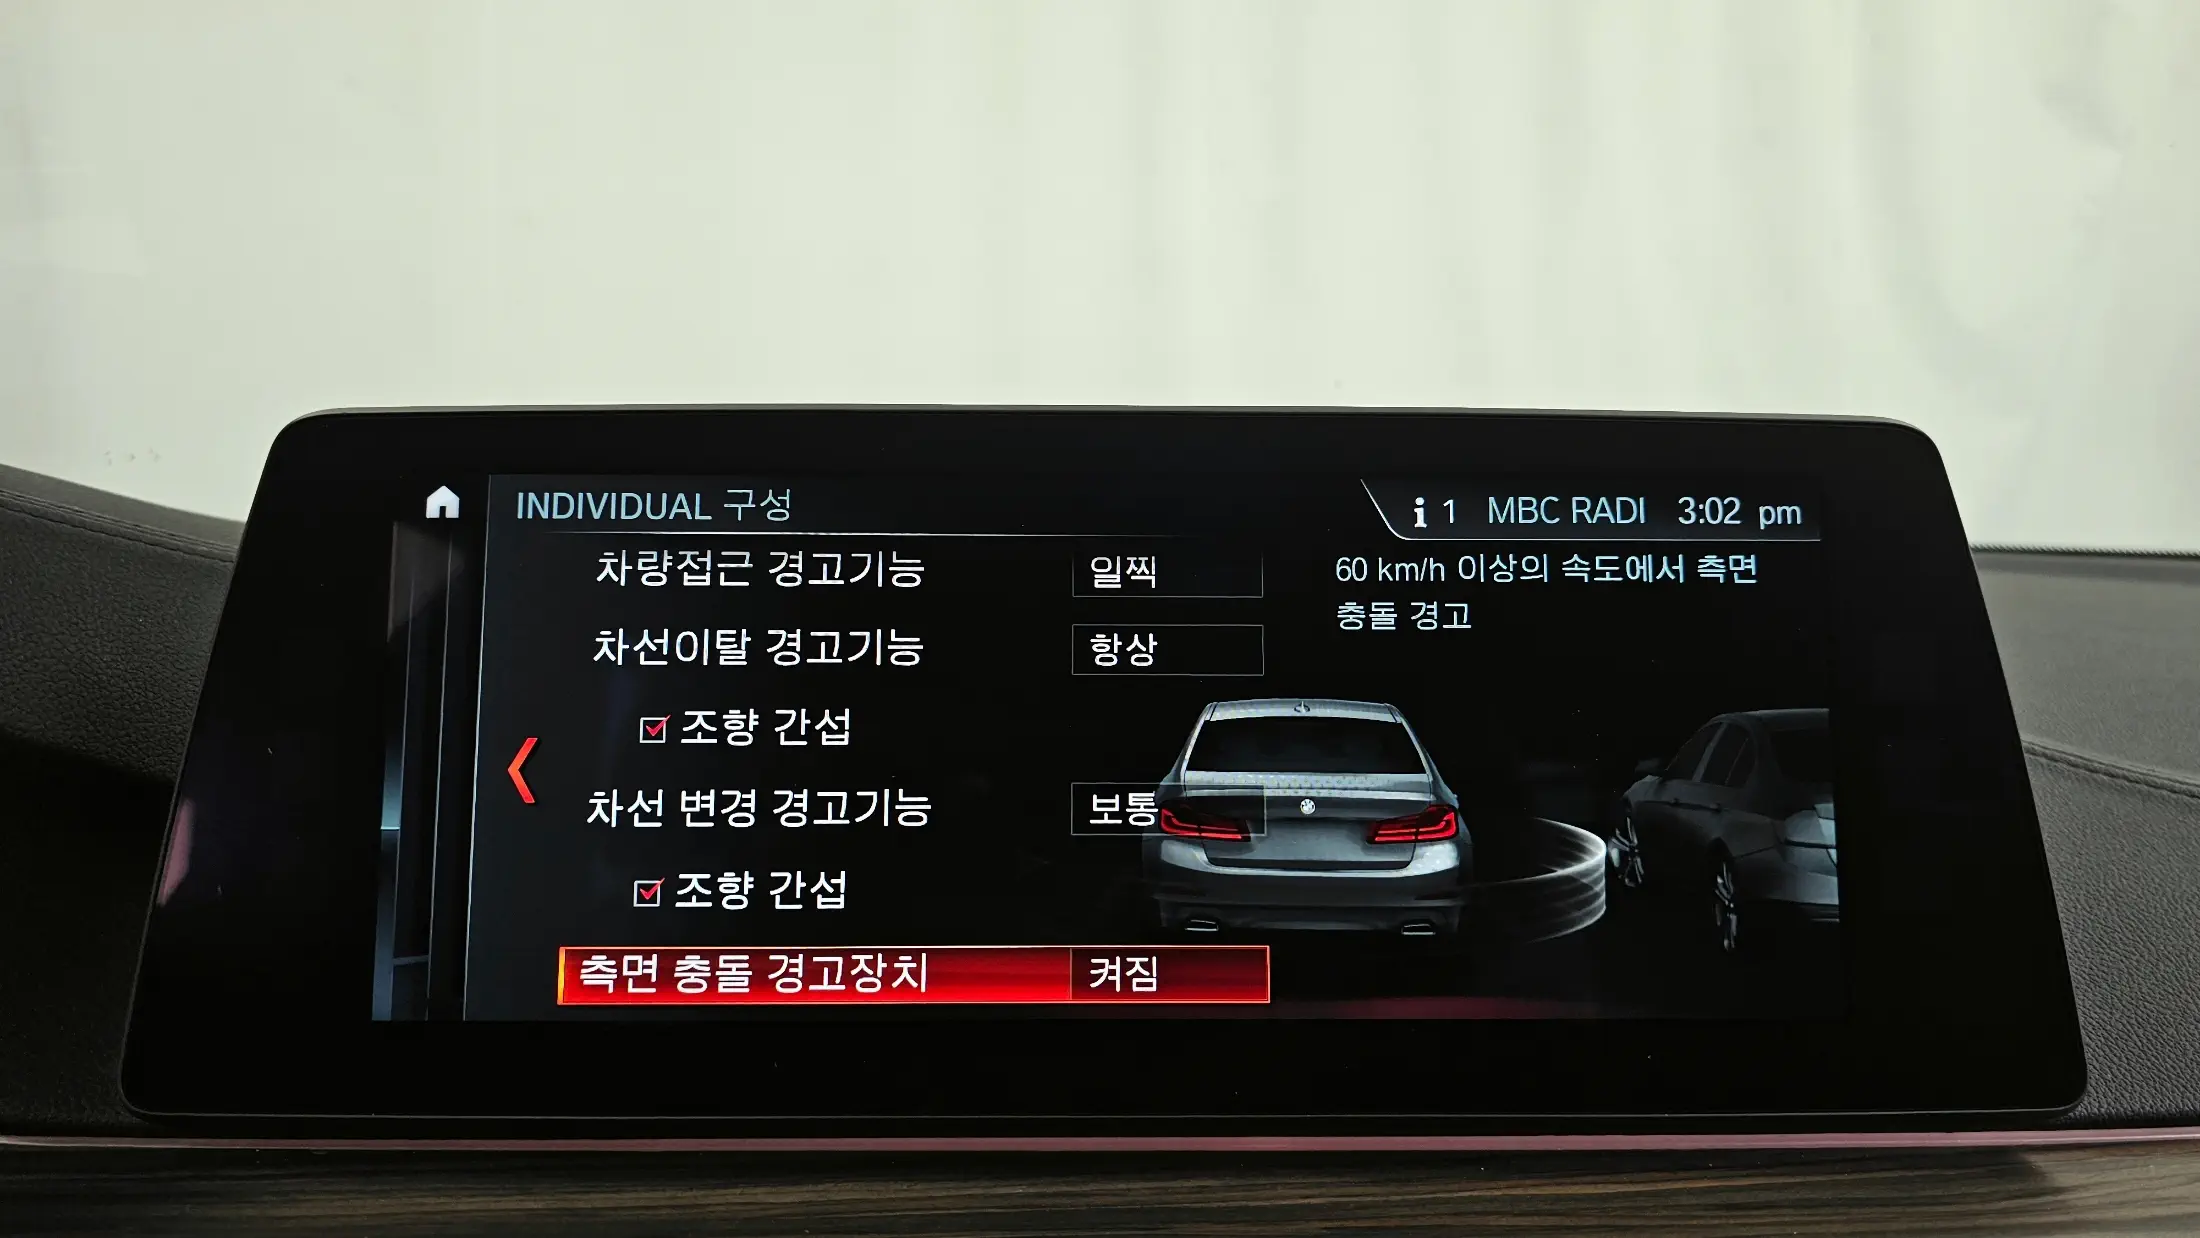 INDIVIDUAL 구성
i 1 MBC RADI 3:02 pm
차량접근 경고기능 일찍
차선이탈 경고기능 항상
조향 간섭
차선 변경 경고기능 보통
조향 간섭
측면 충돌 경고장치 켜짐
60 km/h 이상의 속도에서 측면
충돌 경고